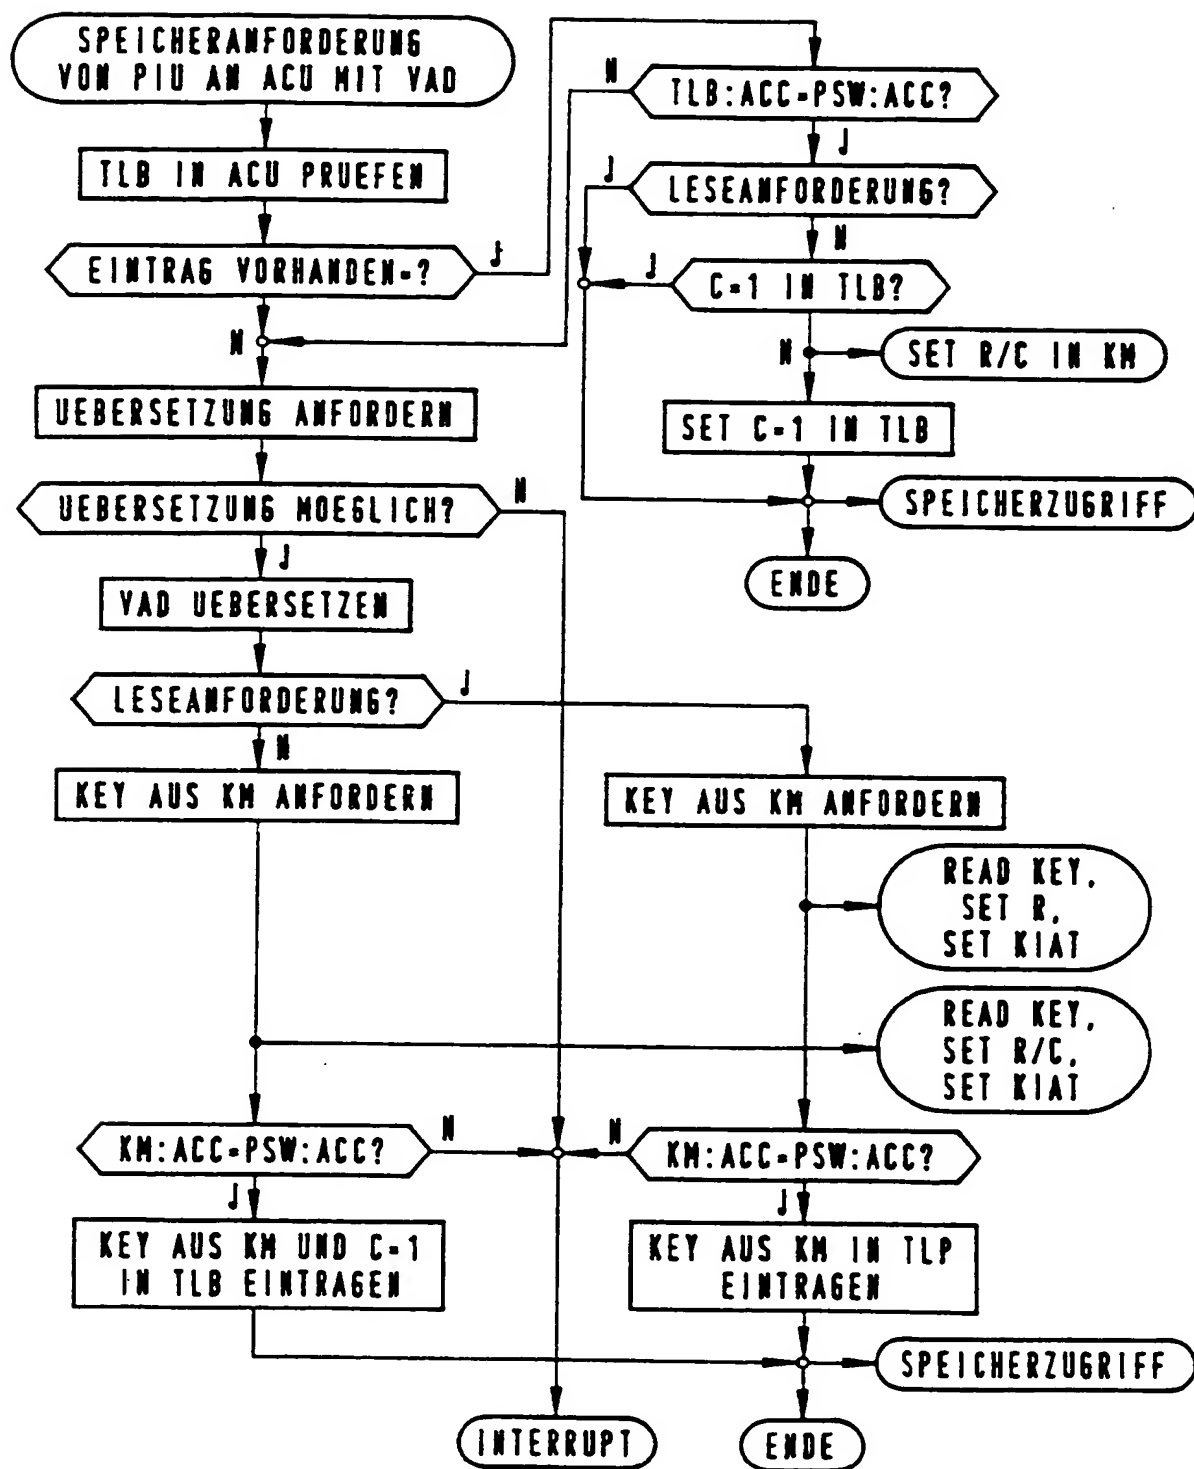 SPEICHERANFORDERUNG
VON PIU AN ACU MIT VAD
TLB IN ACU PRUEFEN
EINTRAG VORHANDEN=?
J
N
UEBERSETZUNG ANFORDERN
UEBERSETZUNG MOEGLICH?
N
J
VAD UEBERSETZEN
LESEANFORDERUNG?
J
N
KEY AUS KM ANFORDERN
KM:ACC=PSW:ACC?
N
J
KEY AUS KM UND C=1
IN TLB EINTRAGEN
INTERRUPT
N
TLB:ACC=PSW:ACC?
J
J
LESEANFORDERUNG?
N
J
C=1 IN TLB?
N
SET R/C IN KM
SET C=1 IN TLB
SPEICHERZUGRIFF
ENDE
KEY AUS KM ANFORDERN
READ KEY,
SET R,
SET KIAT
READ KEY,
SET R/C,
SET KIAT
N
KM:ACC=PSW:ACC?
J
KEY AUS KM IN TLP
EINTRAGEN
SPEICHERZUGRIFF
ENDE